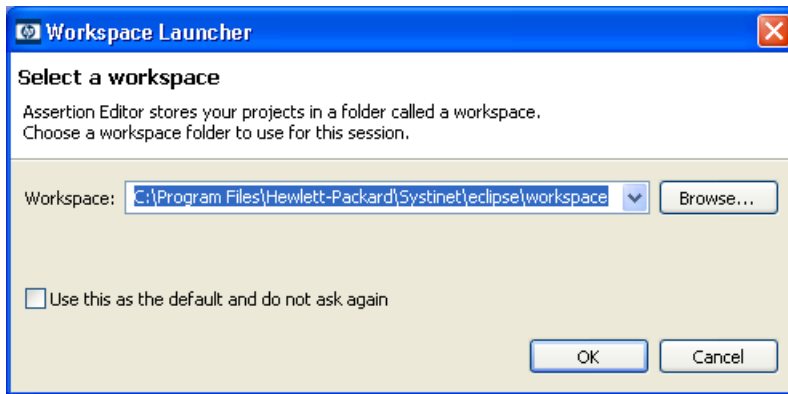 Workspace Launcher
Select a workspace
Assertion Editor stores your projects in a folder called a workspace.
Choose a workspace folder to use for this session.
Workspace: C:\Program Files\Hewlett-Packard\Systinet\eclipse\workspace Browse...
Use this as the default and do not ask again
OK Cancel